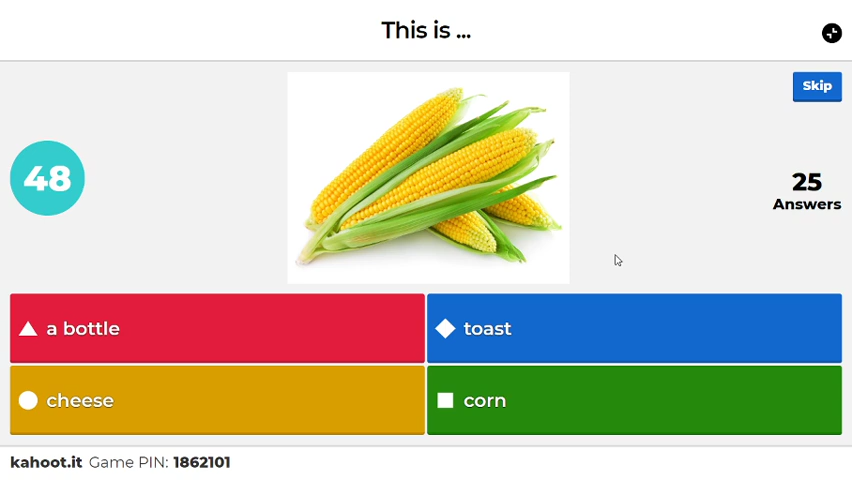 This is ...
Skip
48
25
Answers
a bottle
toast
cheese
corn
kahoot.it Game PIN: 1862101